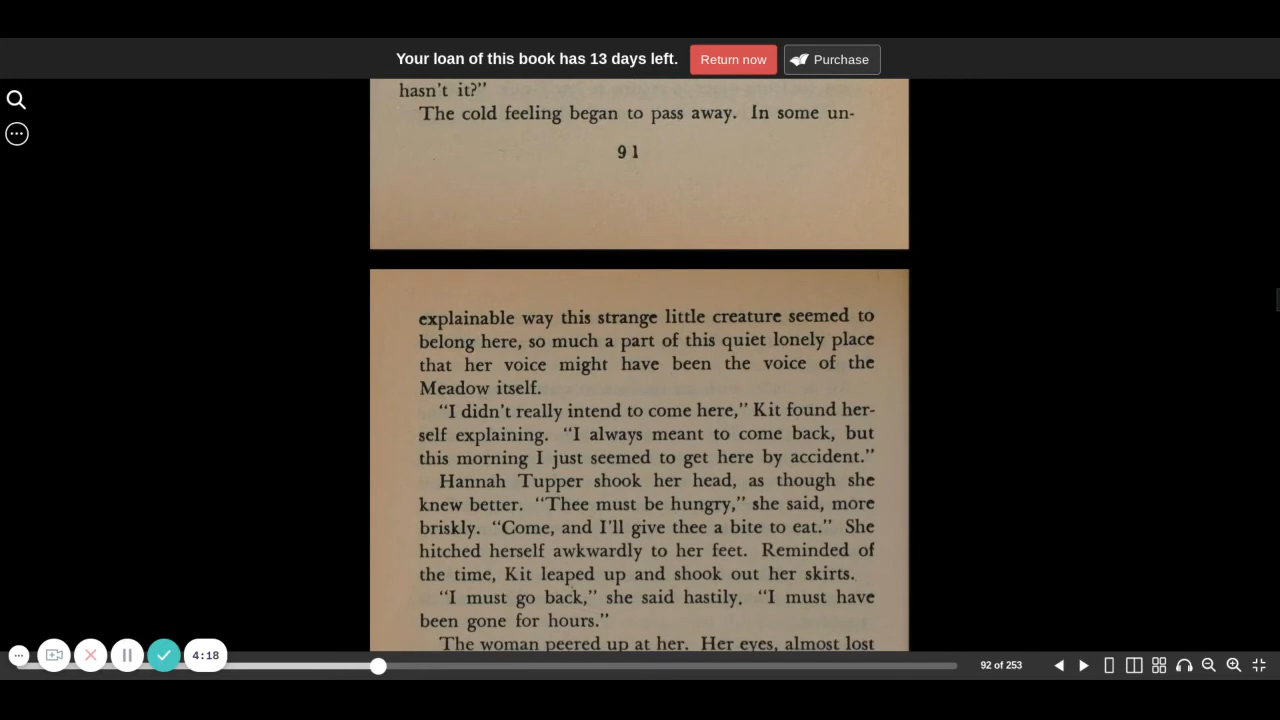 Your loan of this book has 13 days left.
Return now
Purchase
hasn't it?"
The cold feeling began to pass away. In some un-
91
explainable way this strange little creature seemed to
belong here, so much a part of this quiet lonely place
that her voice might have been the voice of the
Meadow itself.
"I didn't really intend to come here," Kit found her-
self explaining. "I always meant to come back, but
this morning I just seemed to get here by accident."
Hannah Tupper shook her head, as though she
knew better. "Thee must be hungry," she said, more
briskly. "Come, and I'll give thee a bite to eat." She
hitched herself awkwardly to her feet. Reminded of
the time, Kit leaped up and shook out her skirts.
"I must go back," she said hastily. "I must have
been gone for hours."
The woman peered up at her. Her eyes, almost lost
4:18
92 of 253